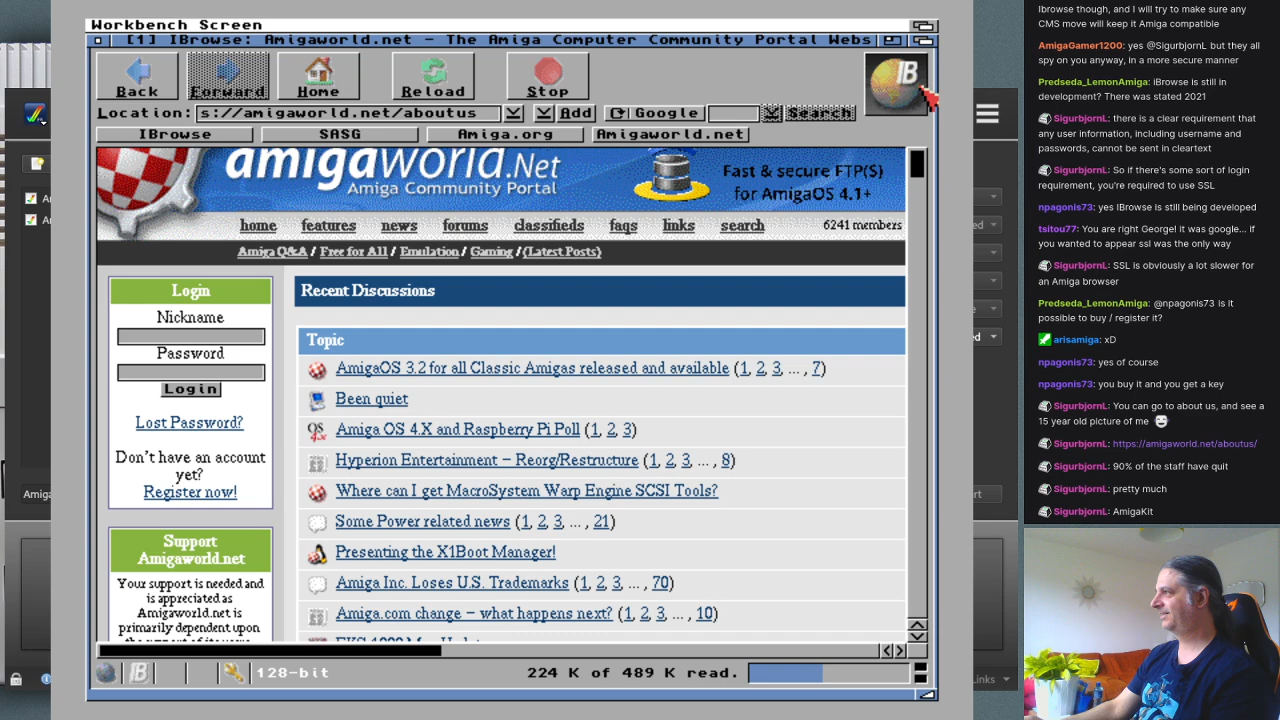 Workbench Screen
[1] IBrowse: Amigaworld.net - The Amiga Computer Community Portal Webs
Back
Forward
Home
Reload
Stop
IB
Location: s://amigaworld.net/aboutus
Add
Google
Search
IBrowse
SASG
Amiga.org
Amigaworld.net
amigaworld.Net
Amiga Community Portal
Fast & secure FTP(S)
for AmigaOS 4.1+
home features news forums classifieds faqs links search
6241 members
Amiga Q&A / Free for All / Emulation / Gaming / (Latest Posts)
Login
Nickname
Password
Login
Lost Password?
Don't have an account
yet?
Register now!
Support
Amigaworld.net
Your support is needed and
is appreciated as
Amigaworld.net is
primarily dependent upon
Recent Discussions
Topic
AmigaOS 3.2 for all Classic Amigas released and available (1, 2, 3, ... , 7)
Been quiet
OS 4.x
Amiga OS 4.X and Raspberry Pi Poll (1, 2, 3)
Hyperion Entertainment - Reorg/Restructure (1, 2, 3, ... , 8)
Where can I get MacroSystem Warp Engine SCSI Tools?
Some Power related news (1, 2, 3, ... , 21)
Presenting the X1Boot Manager!
Amiga Inc. Loses U.S. Trademarks (1, 2, 3, ... , 70)
Amiga.com change - what happens next? (1, 2, 3, ... , 10)
IB
128-bit
224 K of 489 K read.
Amiga
Links
Ibrowse though, and I will try to make sure any
CMS move will keep it Amiga compatible
AmigaGamer1200: yes @SigurbjornL but they all
spy on you anyway, in a more secure manner
Predseda_LemonAmiga: iBrowse is still in
development? There was stated 2021
SigurbjornL: there is a clear requirement that
any user information, including username and
passwords, cannot be sent in cleartext
SigurbjornL: So if there's some sort of login
requirement, you're required to use SSL
npagonis73: yes IBrowse is still being developed
tsitou77: You are right George! it was google... if
you wanted to appear ssl was the only way
SigurbjornL: SSL is obviously a lot slower for
an Amiga browser
Predseda_LemonAmiga: @npagonis73 Is it
possible to buy / register it?
arisamiga: xD
npagonis73: yes of course
npagonis73: you buy it and you get a key
SigurbjornL: You can go to about us, and see a
15 year old picture of me
SigurbjornL: https://amigaworld.net/aboutus/
SigurbjornL: 90% of the staff have quit
SigurbjornL: pretty much
SigurbjornL: AmigaKit